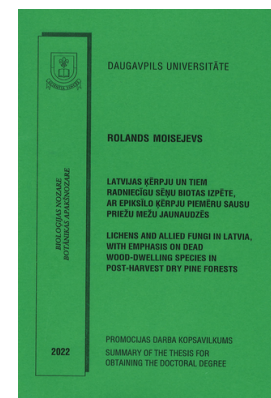 DAUGAVPILS UNIVERSITĀTE
ROLANDS MOISEJEVS
BIOLOĢIJAS NOZARE
BOTĀNIKAS APAKŠNOZARE
LATVIJAS ĶĒRPJU UN TIEM
RADNIECĪGU SĒŅU BIOTAS IZPĒTE,
AR EPIKSĪLO ĶĒRPJU PIEMĒRU SAUSU
PRIEŽU MEŽU JAUNAUDZĒS
LICHENS AND ALLIED FUNGI IN LATVIA,
WITH EMPHASIS ON DEAD
WOOD-DWELLING SPECIES IN
POST-HARVEST DRY PINE FORESTS
2022
PROMOCIJAS DARBA KOPSAVILKUMS
SUMMARY OF THE THESIS FOR
OBTAINING THE DOCTORAL DEGREE